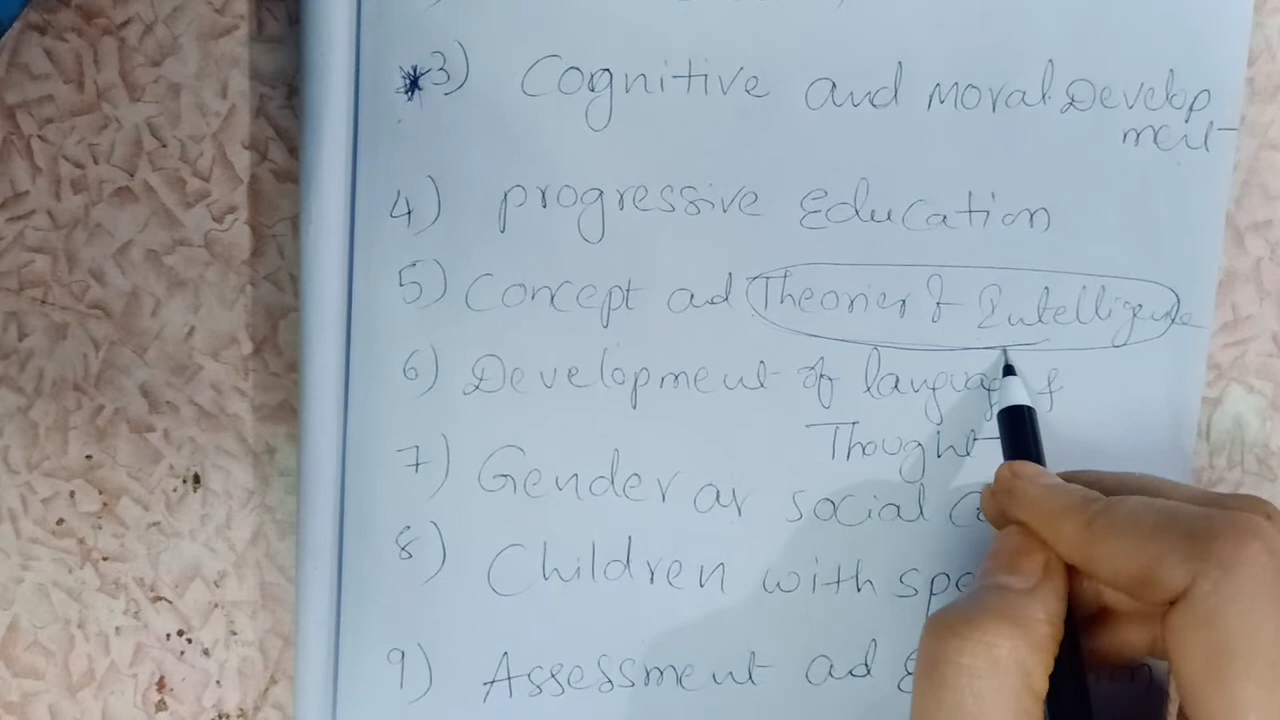 *3) Cognitive and moral Develop
ment
4) progressive Education
5) Concept ad Theories of Intelligence
6) Development of language &
Thought
7) Gender as social
8) Children with spe
9) Assessment ad